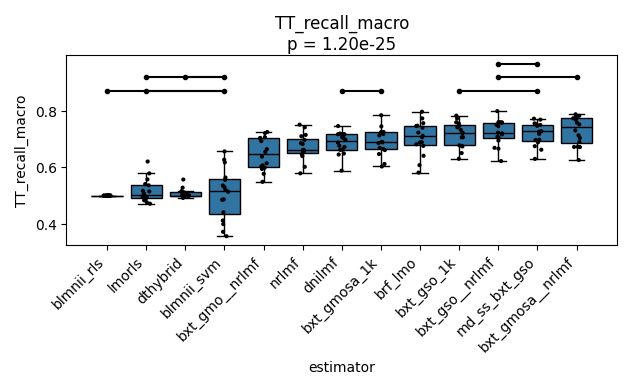 TT_recall_macro
p = 1.20e-25
TT_recall_macro
0.8
0.6
0.4
blmnii_rls
lmorls
dthybrid
blmnii_svm
bxt_gmo__nrlmf
nrlmf
dnilmf
bxt_gmosa_1k
brf_lmo
bxt_gso_1k
bxt_gso__nrlmf
md_ss_bxt_gso
bxt_gmosa__nrlmf
estimator